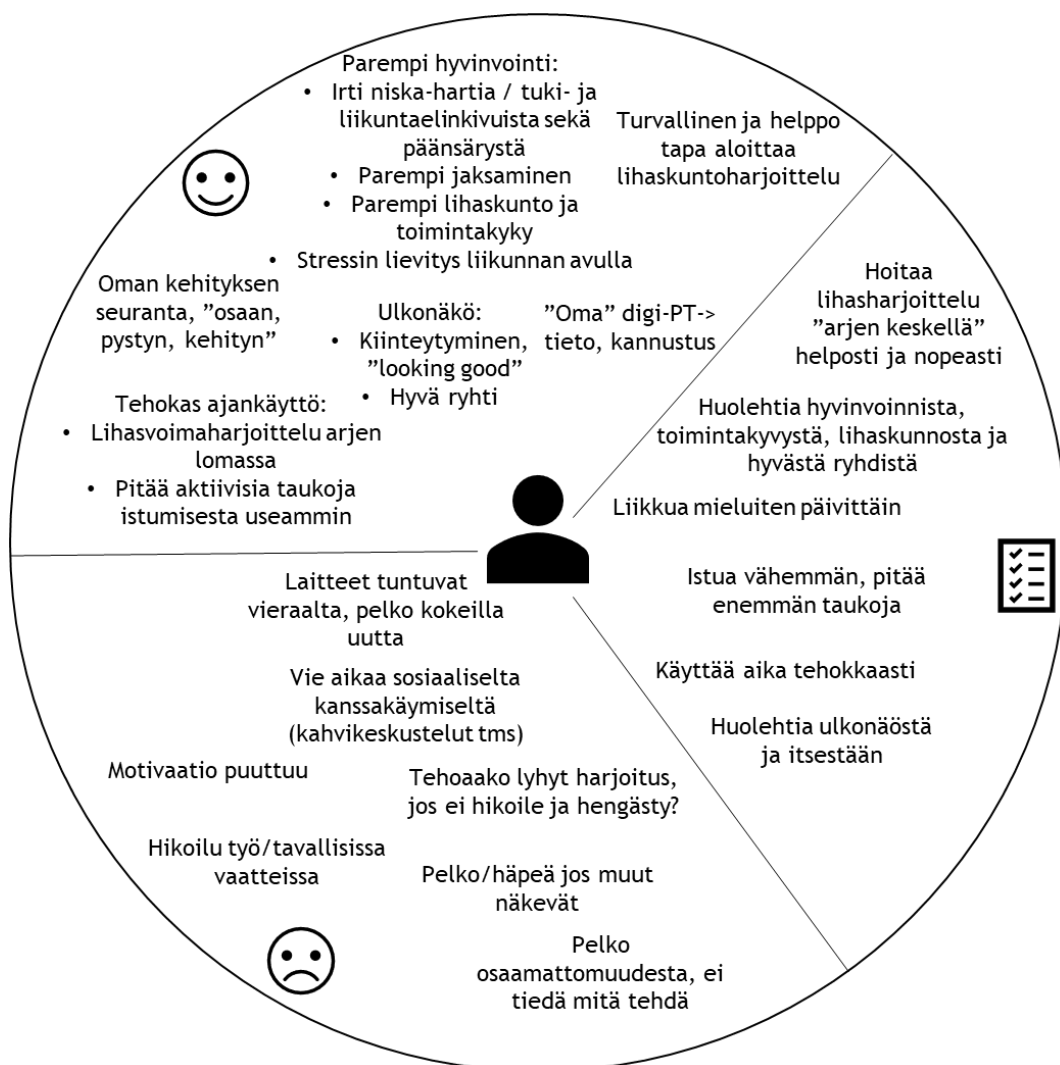 Parempi hyvinvointi:
• Irti niska-hartia / tuki- ja
liikuntaelinkivuista sekä
päänsärystä
• Parempi jaksaminen
• Parempi lihaskunto ja
toimintakyky
• Stressin lievitys liikunnan avulla
Turvallinen ja helppo
tapa aloittaa
lihaskuntoharjoittelu
Oman kehityksen
seuranta, ”osaan,
pystyn, kehityn”
Ulkonäkö:
• Kiinteytyminen,
”looking good”
• Hyvä ryhti
”Oma” digi-PT->
tieto, kannustus
Tehokas ajankäyttö:
• Lihasvoimaharjoittelu arjen
lomassa
• Pitää aktiivisia taukoja
istumisesta useammin
Hoitaa
lihasharjoittelu
”arjen keskellä”
helposti ja nopeasti
Huolehtia hyvinvoinnista,
toimintakyvystä, lihaskunnosta ja
hyvästä ryhdistä
Liikkua mieluiten päivittäin
Istua vähemmän, pitää
enemmän taukoja
Käyttää aika tehokkaasti
Huolehtia ulkonäöstä
ja itsestään
Laitteet tuntuvat
vieraalta, pelko kokeilla
uutta
Vie aikaa sosiaaliselta
kanssakäymiseltä
(kahvikeskustelut tms)
Motivaatio puuttuu
Tehoaako lyhyt harjoitus,
jos ei hikoile ja hengästy?
Hikoilu työ/tavallisissa
vaatteissa
Pelko/häpeä jos muut
näkevät
Pelko
osaamattomuudesta, ei
tiedä mitä tehdä